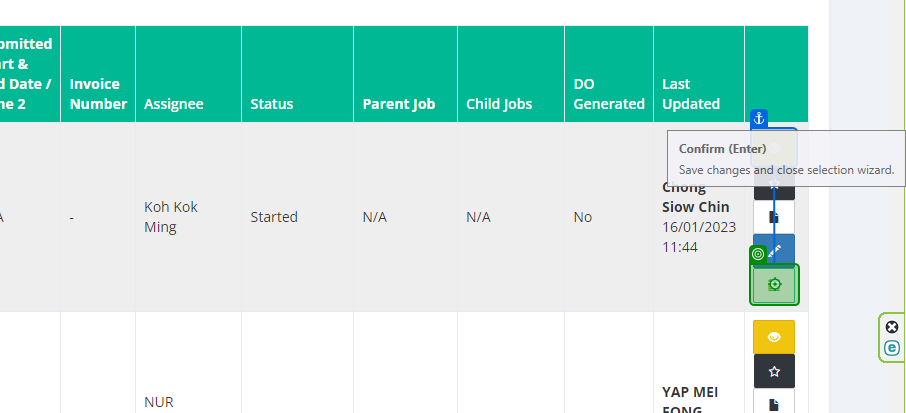 bmitted
art &
d Date /
me 2
Invoice
Number
Assignee
Status
Parent Job
Child Jobs
DO
Generated
Last
Updated
Confirm (Enter)
Save changes and close selection wizard.
A
-
Koh Kok
Ming
Started
N/A
N/A
No
Chong
Siow Chin
16/01/2023
11:44
NUR
YAP MEI
FONG
e